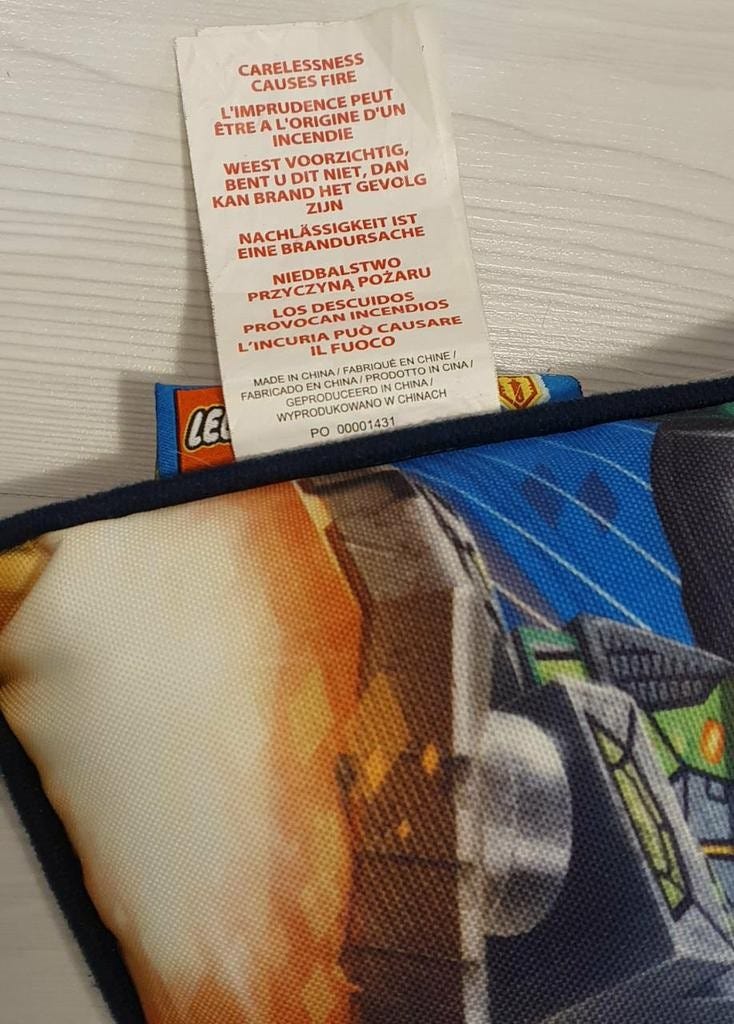 CARELESSNESS
CAUSES FIRE
L'IMPRUDENCE PEUT
ÊTRE A L'ORIGINE D'UN
INCENDIE
WEEST VOORZICHTIG,
BENT U DIT NIET, DAN
KAN BRAND HET GEVOLG
ZIJN
NACHLÄSSIGKEIT IST
EINE BRANDURSACHE
NIEDBALSTWO
PRZYCZYNĄ POŻARU
LOS DESCUIDOS
PROVOCAN INCENDIOS
L'INCURIA PUÒ CAUSARE
IL FUOCO
MADE IN CHINA / FABRIQUÉ EN CHINE /
FABRICADO EN CHINA / PRODOTTO IN CINA /
GEPRODUCEERD IN CHINA /
WYPRODUKOWANO W CHINACH
PO 00001431